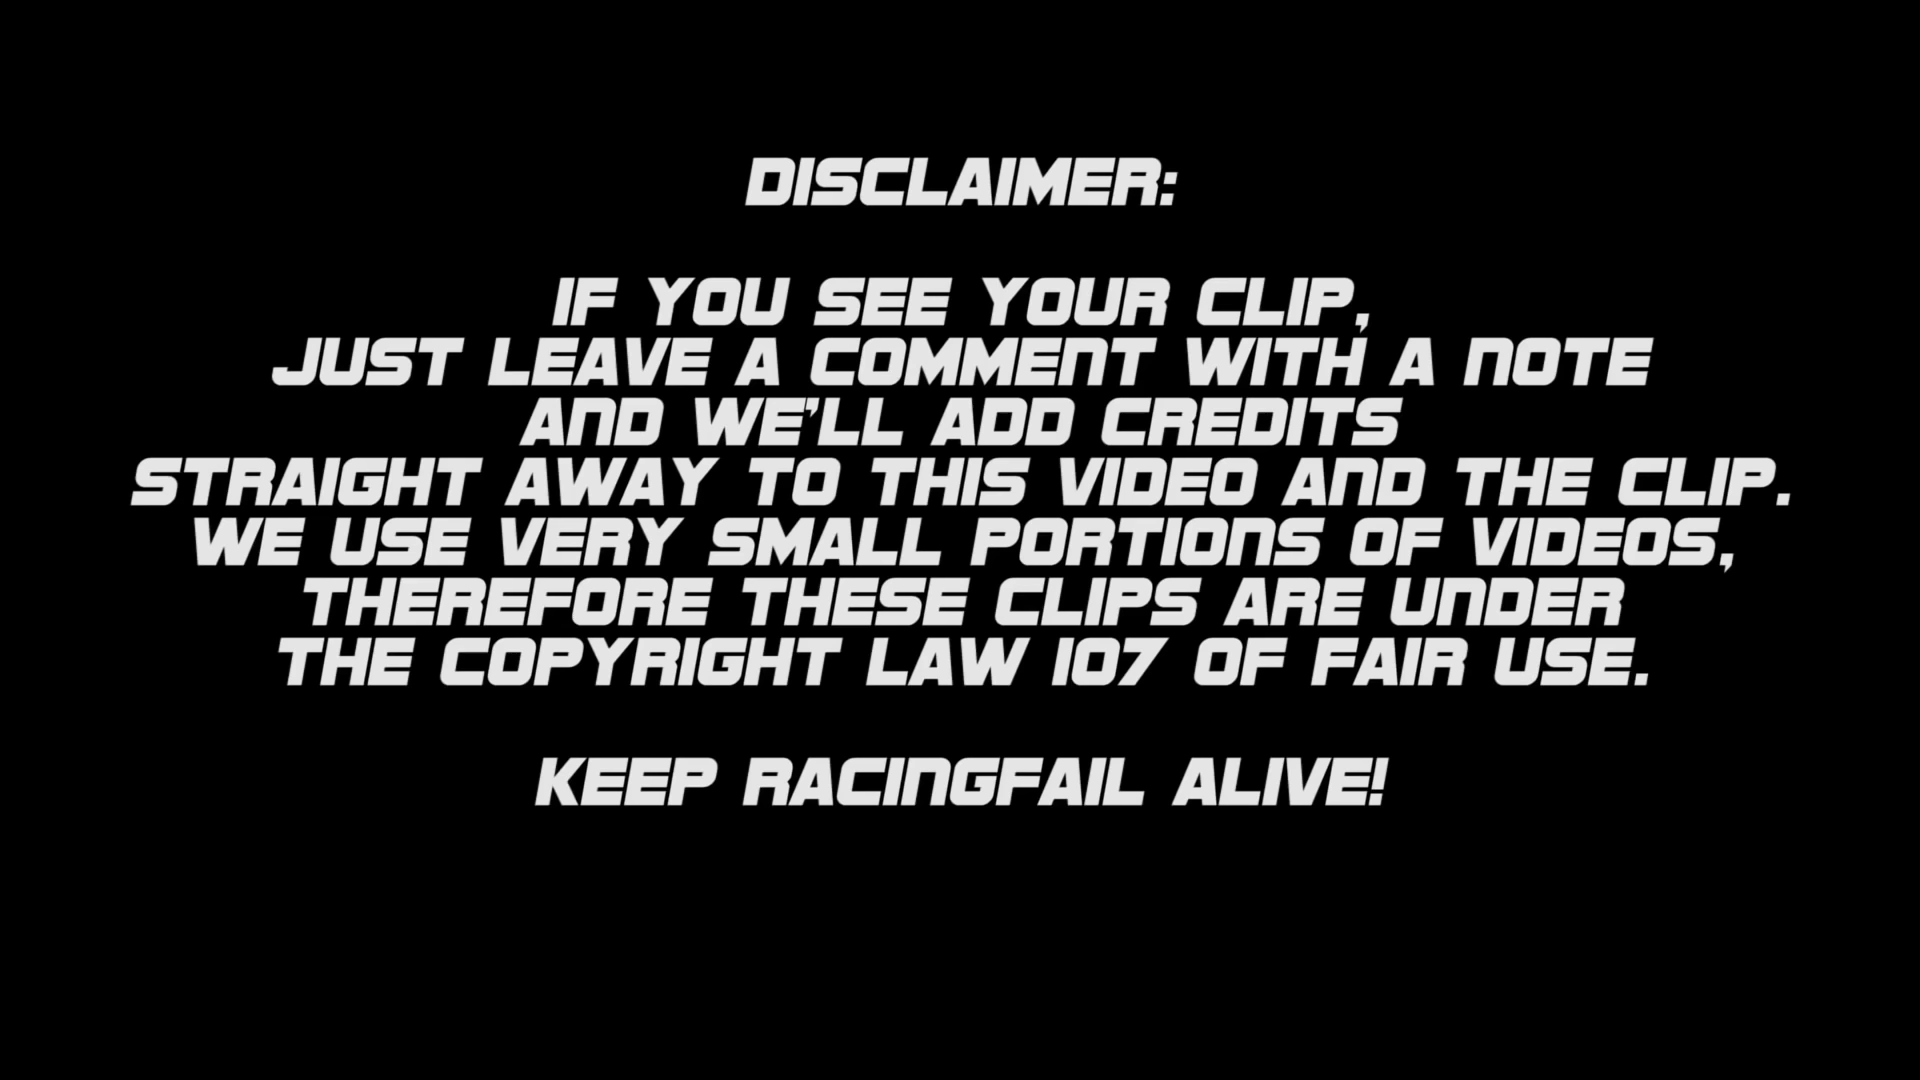 DISCLAIMER:
IF YOU SEE YOUR CLIP,
JUST LEAVE A COMMENT WITH A NOTE
AND WE'LL ADD CREDITS
STRAIGHT AWAY TO THIS VIDEO AND THE CLIP.
WE USE VERY SMALL PORTIONS OF VIDEOS,
THEREFORE THESE CLIPS ARE UNDER
THE COPYRIGHT LAW 107 OF FAIR USE.
KEEP RACINGFAIL ALIVE!